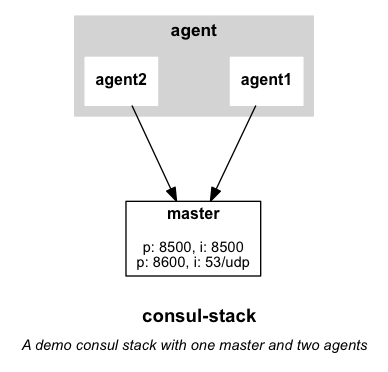 agent
agent2
agent1
master
p: 8500, i: 8500
p: 8600, i: 53/udp
consul-stack
A demo consul stack with one master and two agents